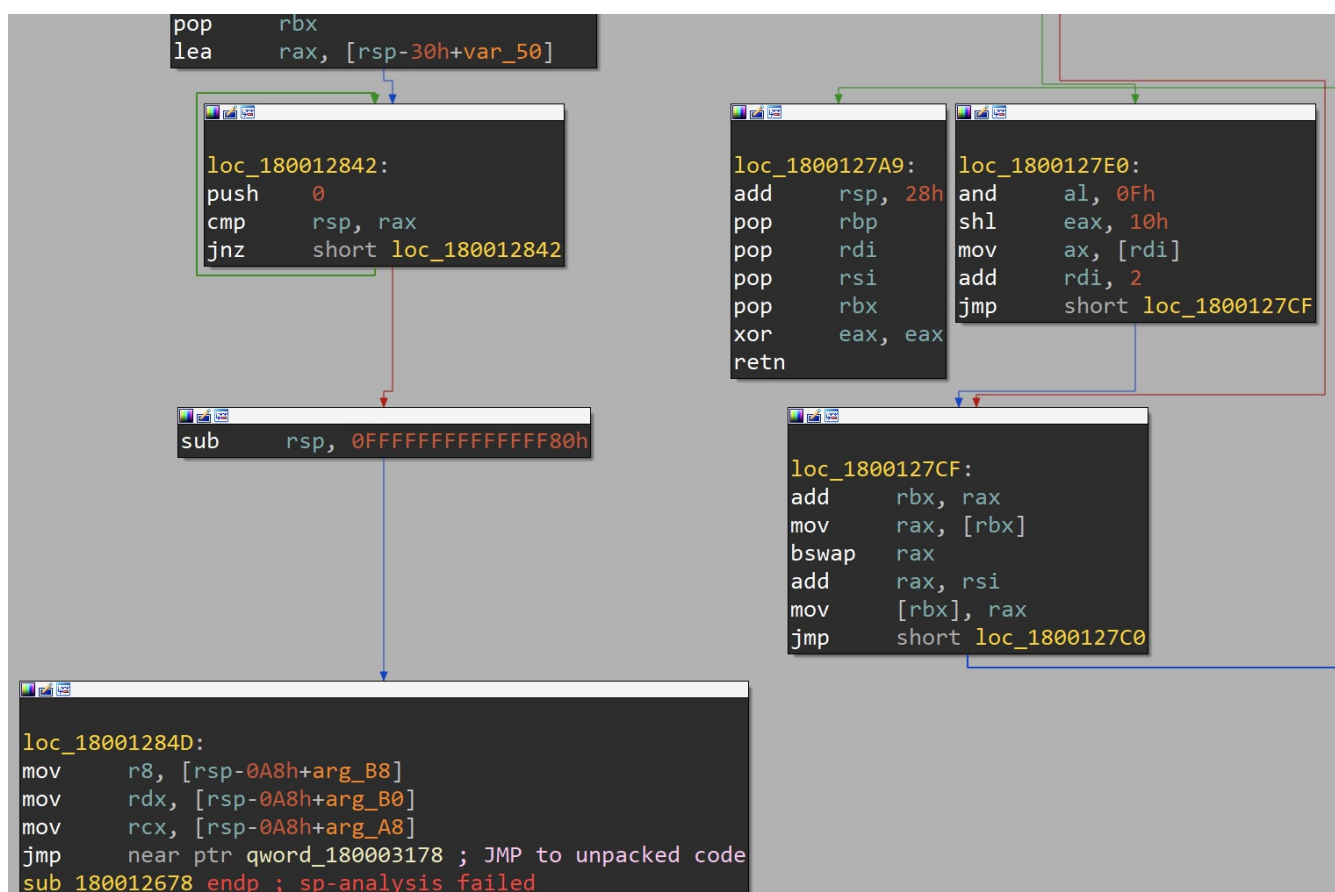 pop rbx
lea rax, [rsp-30h+var_50]
loc_180012842:
push 0
cmp rsp, rax
jnz short loc_180012842
sub rsp, 0FFFFFFFFFFFFFF80h
loc_18001284D:
mov r8, [rsp-0A8h+arg_B8]
mov rdx, [rsp-0A8h+arg_B0]
mov rcx, [rsp-0A8h+arg_A8]
jmp near ptr qword_180003178 ; JMP to unpacked code
sub_180012678 endp ; sp-analysis failed
loc_1800127A9:
add rsp, 28h
pop rbp
pop rdi
pop rsi
pop rbx
xor eax, eax
retn
loc_1800127E0:
and al, 0Fh
shl eax, 10h
mov ax, [rdi]
add rdi, 2
jmp short loc_1800127CF
loc_1800127CF:
add rbx, rax
mov rax, [rbx]
bswap rax
add rax, rsi
mov [rbx], rax
jmp short loc_1800127C0